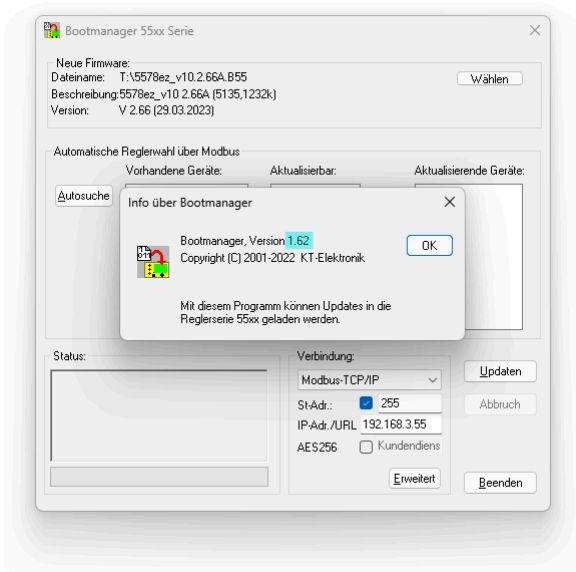 Bootmanager 55xx Serie
Neue Firmware:
Dateiname: T:\5578ez_v10.2.66A.B55
Wählen
Beschreibung:5578ez_v10 2.66A (5135,1232k)
Version: V 2.66 (29.03.2023)
Automatische Reglerwahl über Modbus
Vorhandene Geräte: Aktualisierbar: Aktualisierende Geräte:
Autosuche
Info über Bootmanager
Bootmanager, Version 1.62
OK
Copyright (C) 2001-2022 KT-Elektronik
Mit diesem Programm können Updates in die
Reglerserie 55xx geladen werden.
Status:
Verbindung:
Modbus-TCP/IP
Updaten
St-Adr.: 255
Abbruch
IP-Adr./URL 192.168.3.55
AES256 Kundendiens
Erweitert
Beenden